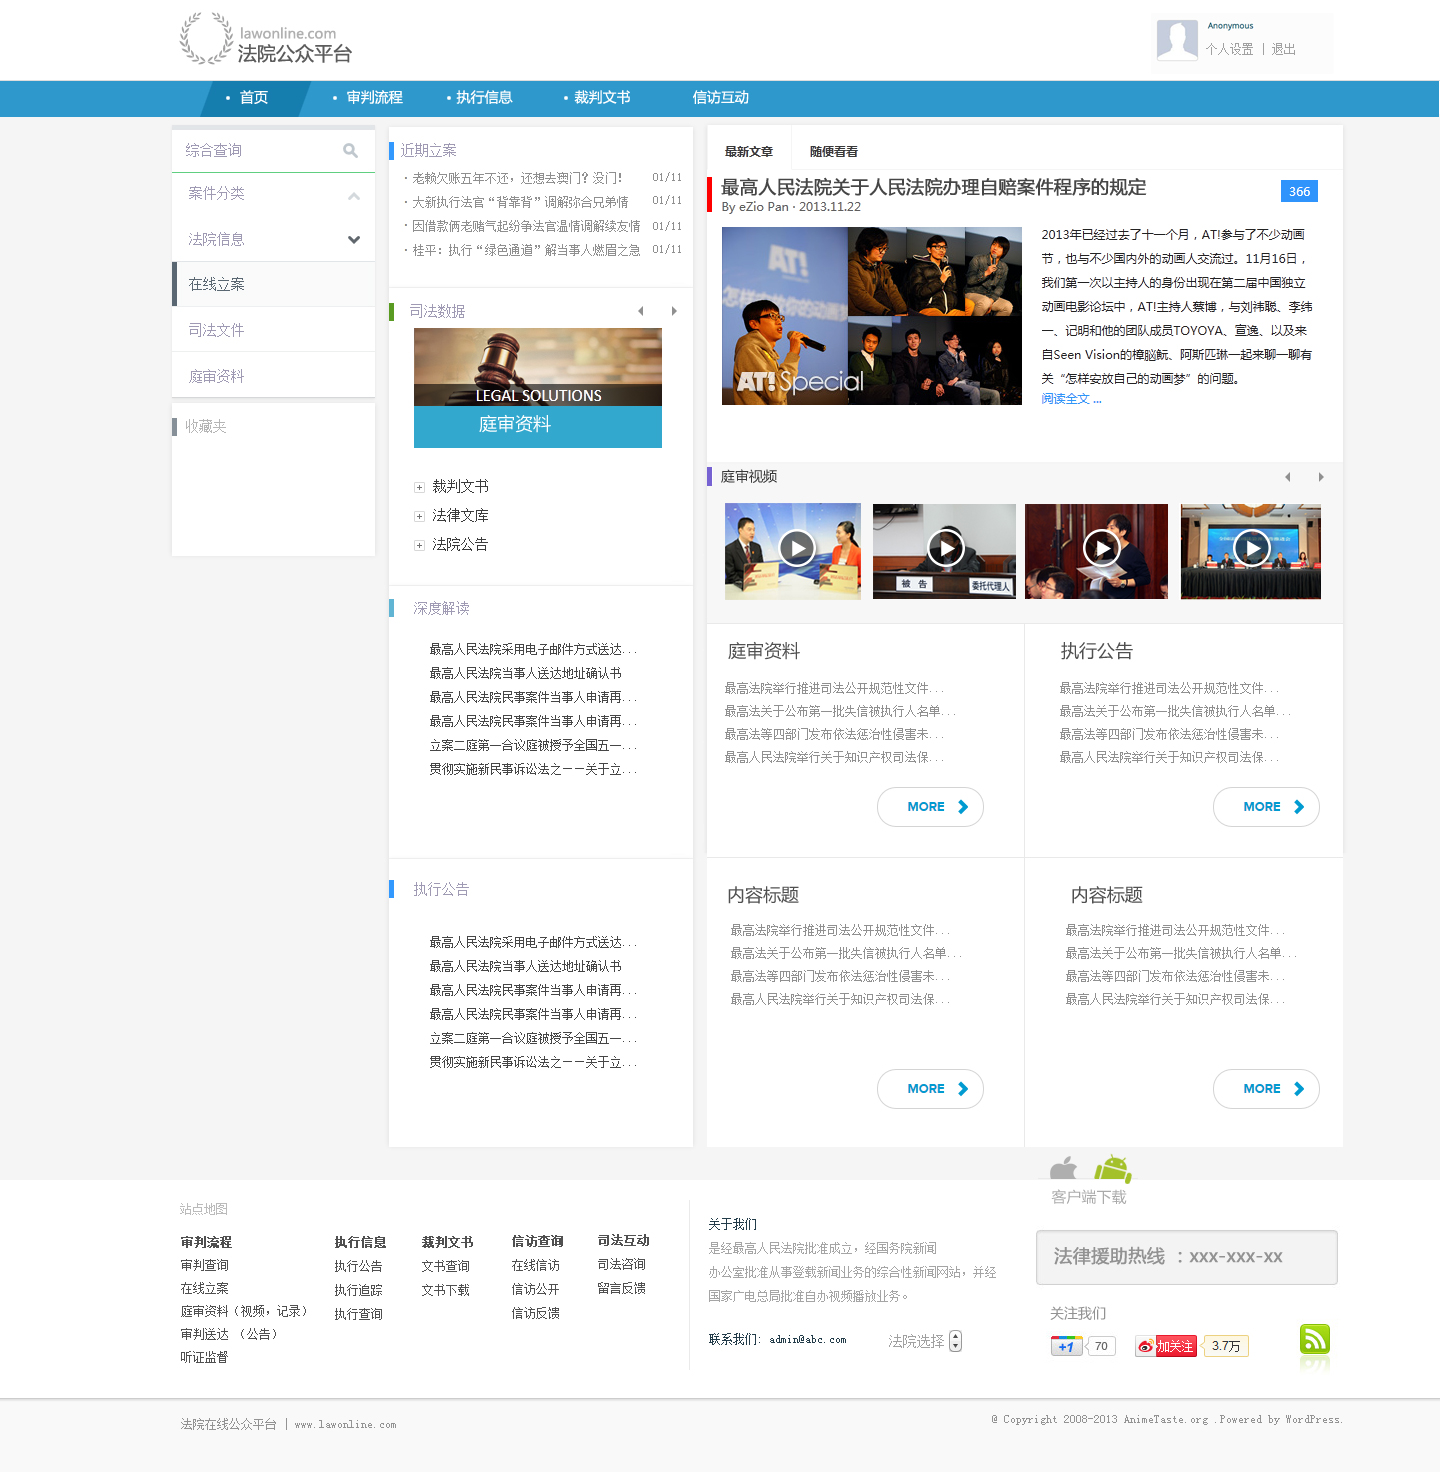 lawonline.com
法院公众平台
Anonymous
个人设置 | 退出
• 首页
• 审判流程
• 执行信息
• 裁判文书
信访互动
综合查询
案件分类
法院信息
在线立案
司法文件
庭审资料
收藏夹
近期立案
· 老赖欠账五年不还，还想去澳门？没门！ 01/11
· 大新执行法官“背靠背”调解弥合兄弟情 01/11
· 因借款俩老赌气起纷争法官温情调解续友情 01/11
· 桂平：执行“绿色通道”解当事人燃眉之急 01/11
司法数据
LEGAL SOLUTIONS
庭审资料
裁判文书
法律文库
法院公告
深度解读
最高人民法院采用电子邮件方式送达...
最高人民法院当事人送达地址确认书
最高人民法院民事案件当事人申请再...
最高人民法院民事案件当事人申请再...
立案二庭第一合议庭被授予全国五一...
贯彻实施新民事诉讼法之－－关于立...
执行公告
最高人民法院采用电子邮件方式送达...
最高人民法院当事人送达地址确认书
最高人民法院民事案件当事人申请再...
最高人民法院民事案件当事人申请再...
立案二庭第一合议庭被授予全国五一...
贯彻实施新民事诉讼法之－－关于立...
最新文章 随便看看
最高人民法院关于人民法院办理自赔案件程序的规定
366
By eZio Pan · 2013.11.22
AT!
AT! Special
2013年已经过去了十一个月，AT!参与了不少动画
节，也与不少国内外的动画人交流过。11月16日，
我们第一次以主持人的身份出现在第二届中国独立
动画电影论坛中，AT!主持人蔡博，与刘祎聪、李纬
一、记明和他的团队成员TOYOYA、宣逸、以及来
自Seen Vision的樟脑魭、阿斯匹琳一起来聊一聊有
关“怎样安放自己的动画梦”的问题。
阅读全文 ...
庭审视频
被 告
委托代理人
庭审资料
最高法院举行推进司法公开规范性文件...
最高法关于公布第一批失信被执行人名单...
最高法等四部门发布依法惩治性侵害未...
最高人民法院举行关于知识产权司法保...
MORE
执行公告
最高法院举行推进司法公开规范性文件...
最高法关于公布第一批失信被执行人名单...
最高法等四部门发布依法惩治性侵害未...
最高人民法院举行关于知识产权司法保...
MORE
内容标题
最高法院举行推进司法公开规范性文件...
最高法关于公布第一批失信被执行人名单...
最高法等四部门发布依法惩治性侵害未...
最高人民法院举行关于知识产权司法保...
MORE
内容标题
最高法院举行推进司法公开规范性文件...
最高法关于公布第一批失信被执行人名单...
最高法等四部门发布依法惩治性侵害未...
最高人民法院举行关于知识产权司法保...
MORE
客户端下载
站点地图
审判流程
审判查询
在线立案
庭审资料（视频，记录）
审判送达 （公告）
听证监督
执行信息
执行公告
执行追踪
执行查询
裁判文书
文书查询
文书下载
信访查询
在线信访
信访公开
信访反馈
司法互动
司法咨询
留言反馈
关于我们
是经最高人民法院批准成立，经国务院新闻
办公室批准从事登载新闻业务的综合性新闻网站，并经
国家广电总局批准自办视频播放业务。
联系我们：admin@abc.com
法院选择
法律援助热线 ：xxx-xxx-xx
关注我们
+1 70
加关注 3.7万
法院在线公众平台 | www.lawonline.com
@ Copyright 2008-2013 AnimeTaste.org .Powered by WordPress.